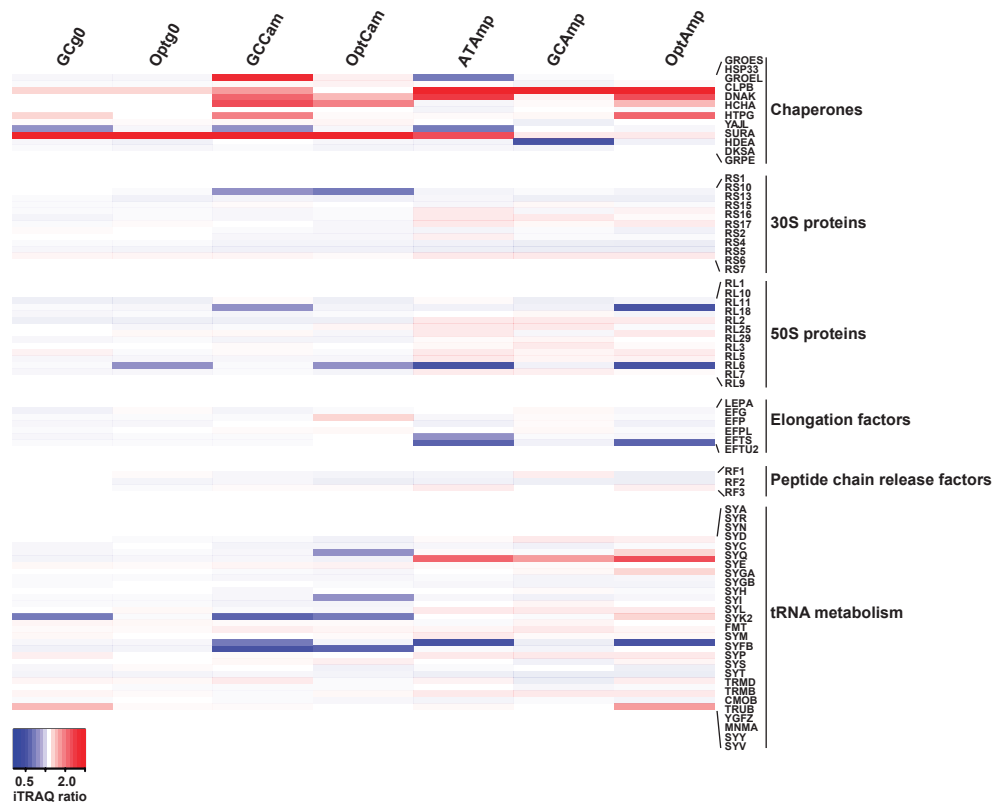 GCg0
Optg0
GCCam
OptCam
ATAmp
GCAmp
OptAmp
GROES
HSP33
GROEL
CLPB
DNAK
HCHA
HTPG
YAJL
SURA
HDEA
DKSA
GRPE
Chaperones
RS1
RS10
RS13
RS15
RS16
RS17
RS2
RS4
RS5
RS6
RS7
30S proteins
RL1
RL10
RL11
RL18
RL2
RL25
RL29
RL3
RL5
RL6
RL7
RL9
50S proteins
LEPA
EFG
EFP
EFPL
EFTS
EFTU2
Elongation factors
RF1
RF2
RF3
Peptide chain release factors
SYA
SYR
SYN
SYD
SYC
SYQ
SYE
SYGA
SYGB
SYH
SYI
SYL
SYK2
FMT
SYM
SYFB
SYP
SYS
SYT
TRMD
TRMB
CMOB
TRUB
YGFZ
MNMA
SYY
SYV
tRNA metabolism
0.5 2.0
iTRAQ ratio